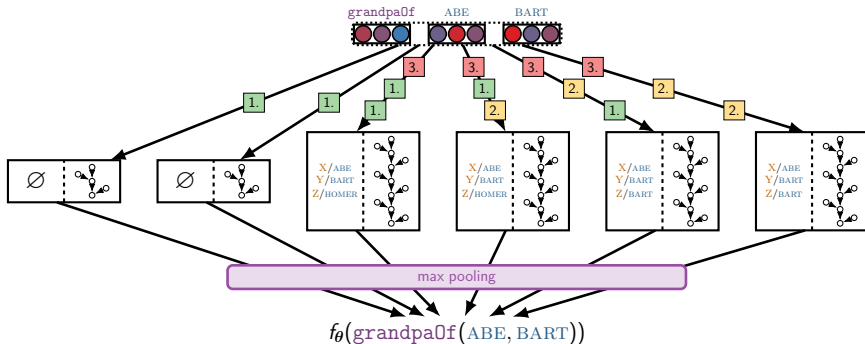 grandpaOf ABE BART
3. 3. 3. 3.
1. 1. 1. 1. 2. 2.
1. 2. 1. 2.
∅
∅
X/ABE
Y/BART
Z/HOMER
X/ABE
Y/BART
Z/HOMER
X/ABE
Y/BART
Z/BART
X/ABE
Y/BART
Z/BART
max pooling
fθ(grandpaOf(ABE, BART))